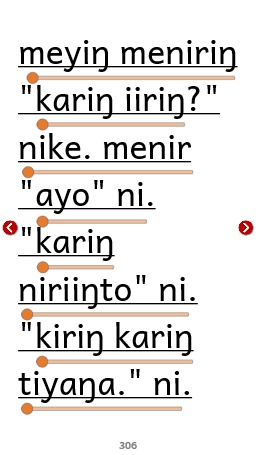 meyiŋ meniriŋ
"kariŋ iiriŋ?"
nike. menir
"ayo" ni.
"kariŋ
niriiŋto" ni.
"kiriŋ kariŋ
tiyaŋa." ni.
306